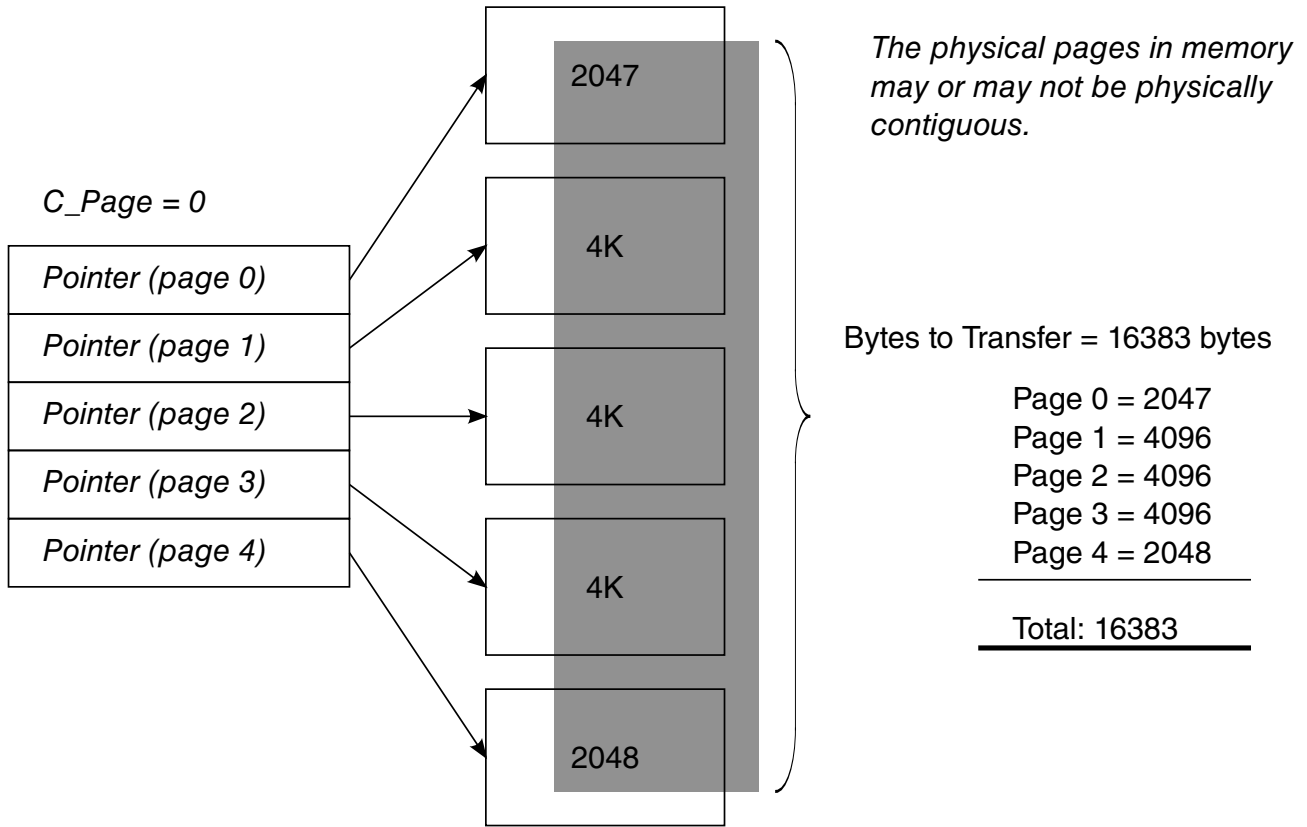 C_Page = 0
Pointer (page 0)
Pointer (page 1)
Pointer (page 2)
Pointer (page 3)
Pointer (page 4)
2047
4K
4K
4K
2048
The physical pages in memory
may or may not be physically
contiguous.
Bytes to Transfer = 16383 bytes
Page 0 = 2047
Page 1 = 4096
Page 2 = 4096
Page 3 = 4096
Page 4 = 2048
Total: 16383